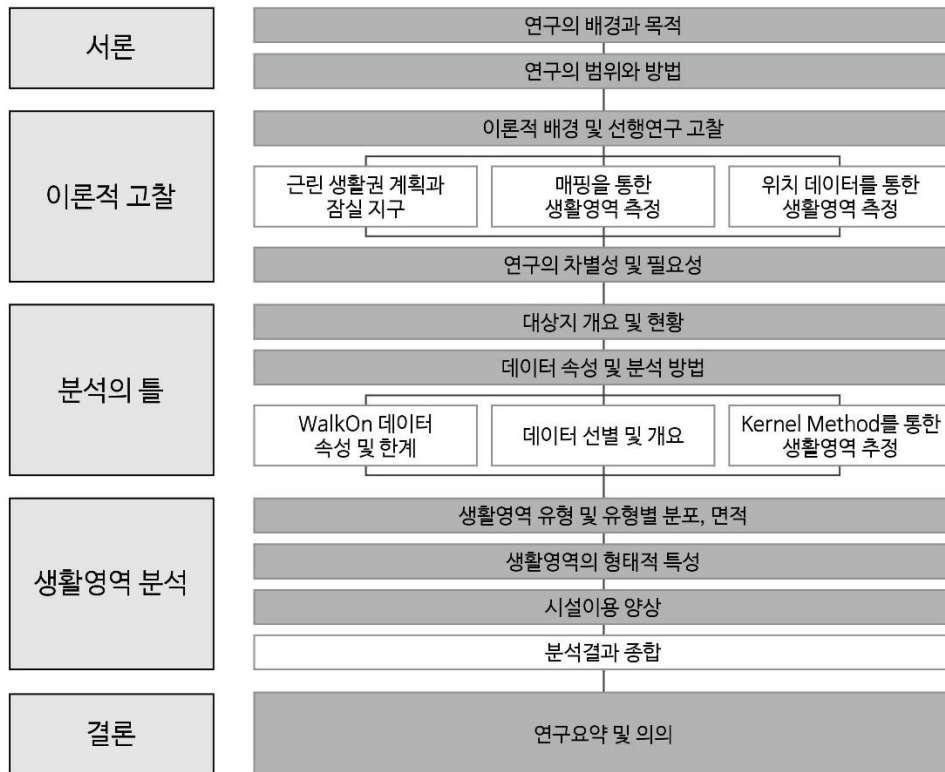 서론
연구의 배경과 목적
연구의 범위와 방법
이론적 고찰
이론적 배경 및 선행연구 고찰
근린 생활권 계획과
잠실 지구
매핑을 통한
생활영역 측정
위치 데이터를 통한
생활영역 측정
연구의 차별성 및 필요성
분석의 틀
대상지 개요 및 현황
데이터 속성 및 분석 방법
WalkOn 데이터
속성 및 한계
데이터 선별 및 개요
Kernel Method를 통한
생활영역 추정
생활영역 분석
생활영역 유형 및 유형별 분포, 면적
생활영역의 형태적 특성
시설이용 양상
분석결과 종합
결론
연구요약 및 의의